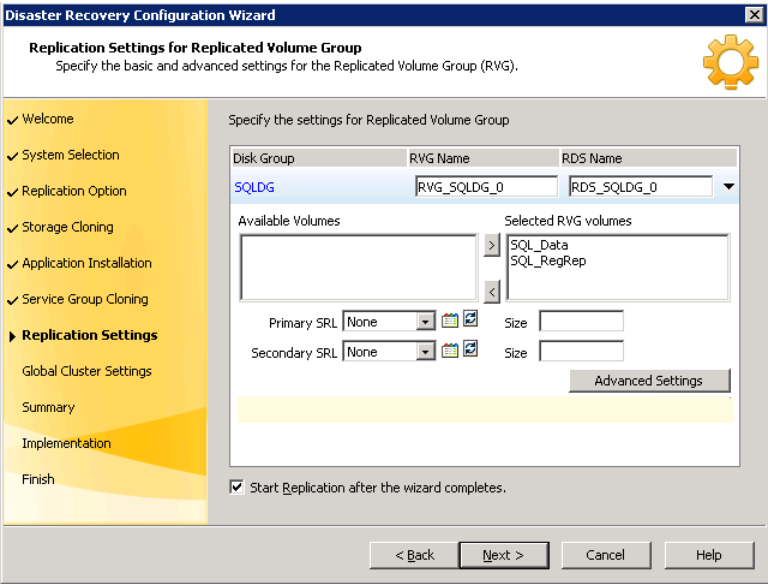 Disaster Recovery Configuration Wizard
Replication Settings for Replicated Volume Group
Specify the basic and advanced settings for the Replicated Volume Group (RVG).
Welcome
System Selection
Replication Option
Storage Cloning
Application Installation
Service Group Cloning
Replication Settings
Global Cluster Settings
Summary
Implementation
Finish
Specify the settings for Replicated Volume Group
Disk Group RVG Name RDS Name
SQLDG RVG_SQLDG_0 RDS_SQLDG_0
Available Volumes Selected RVG volumes
> SQL_Data
SQL_RegRep
<
Primary SRL None Size
Secondary SRL None Size
Advanced Settings
Start Replication after the wizard completes.
< Back Next > Cancel Help